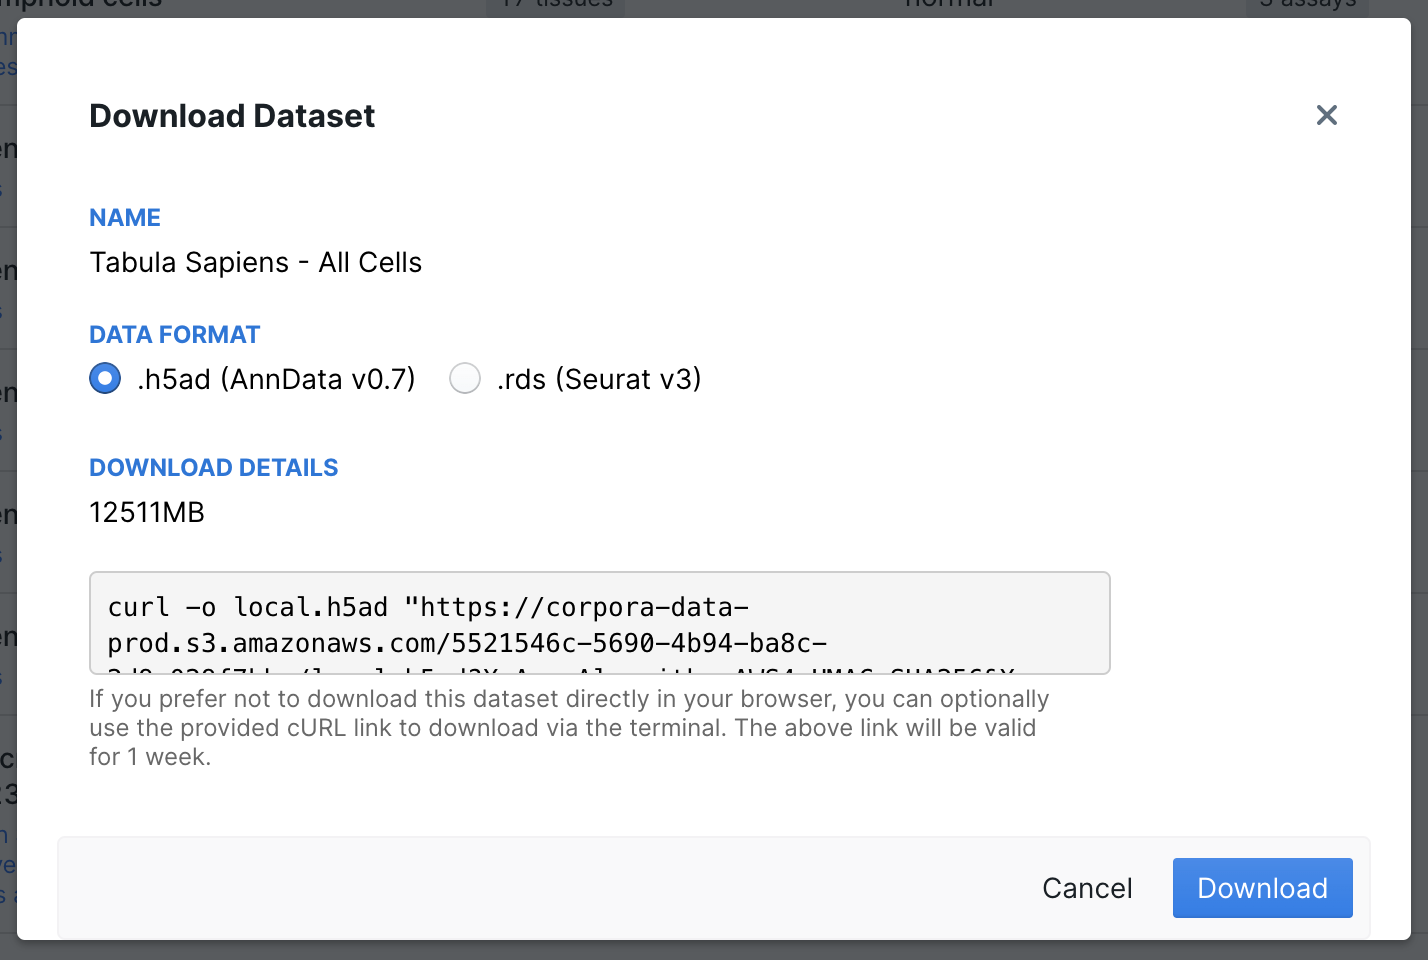 17 tissues
normal
Download Dataset
NAME
Tabula Sapiens - All Cells
DATA FORMAT
.h5ad (AnnData v0.7) .rds (Seurat v3)
DOWNLOAD DETAILS
12511MB
curl -o local.h5ad "https://corpora-data-
prod.s3.amazonaws.com/5521546c-5690-4b94-ba8c-
If you prefer not to download this dataset directly in your browser, you can optionally
use the provided cURL link to download via the terminal. The above link will be valid
for 1 week.
Cancel Download